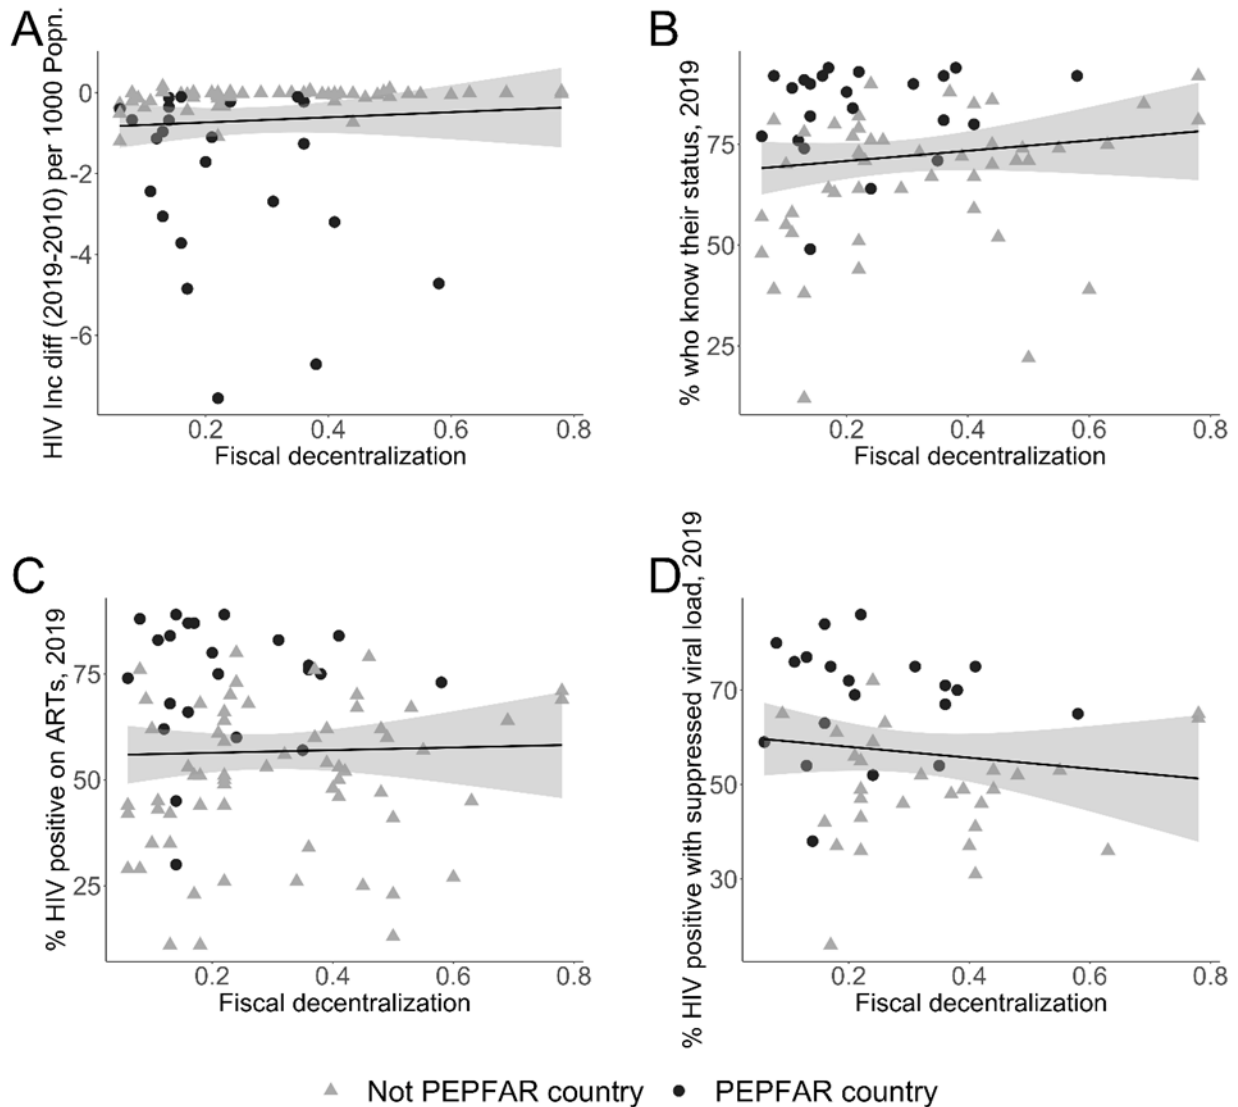 A
HIV Inc diff (2019-2010) per 1000 Popn.
0
-2
-4
-6
0.2 0.4 0.6 0.8
Fiscal decentralization
B
% who know their status, 2019
75
50
25
0.2 0.4 0.6 0.8
Fiscal decentralization
C
% HIV positive on ARTs, 2019
75
50
25
0.2 0.4 0.6 0.8
Fiscal decentralization
D
% HIV positive with suppressed viral load, 2019
70
50
30
0.2 0.4 0.6 0.8
Fiscal decentralization
Not PEPFAR country PEPFAR country